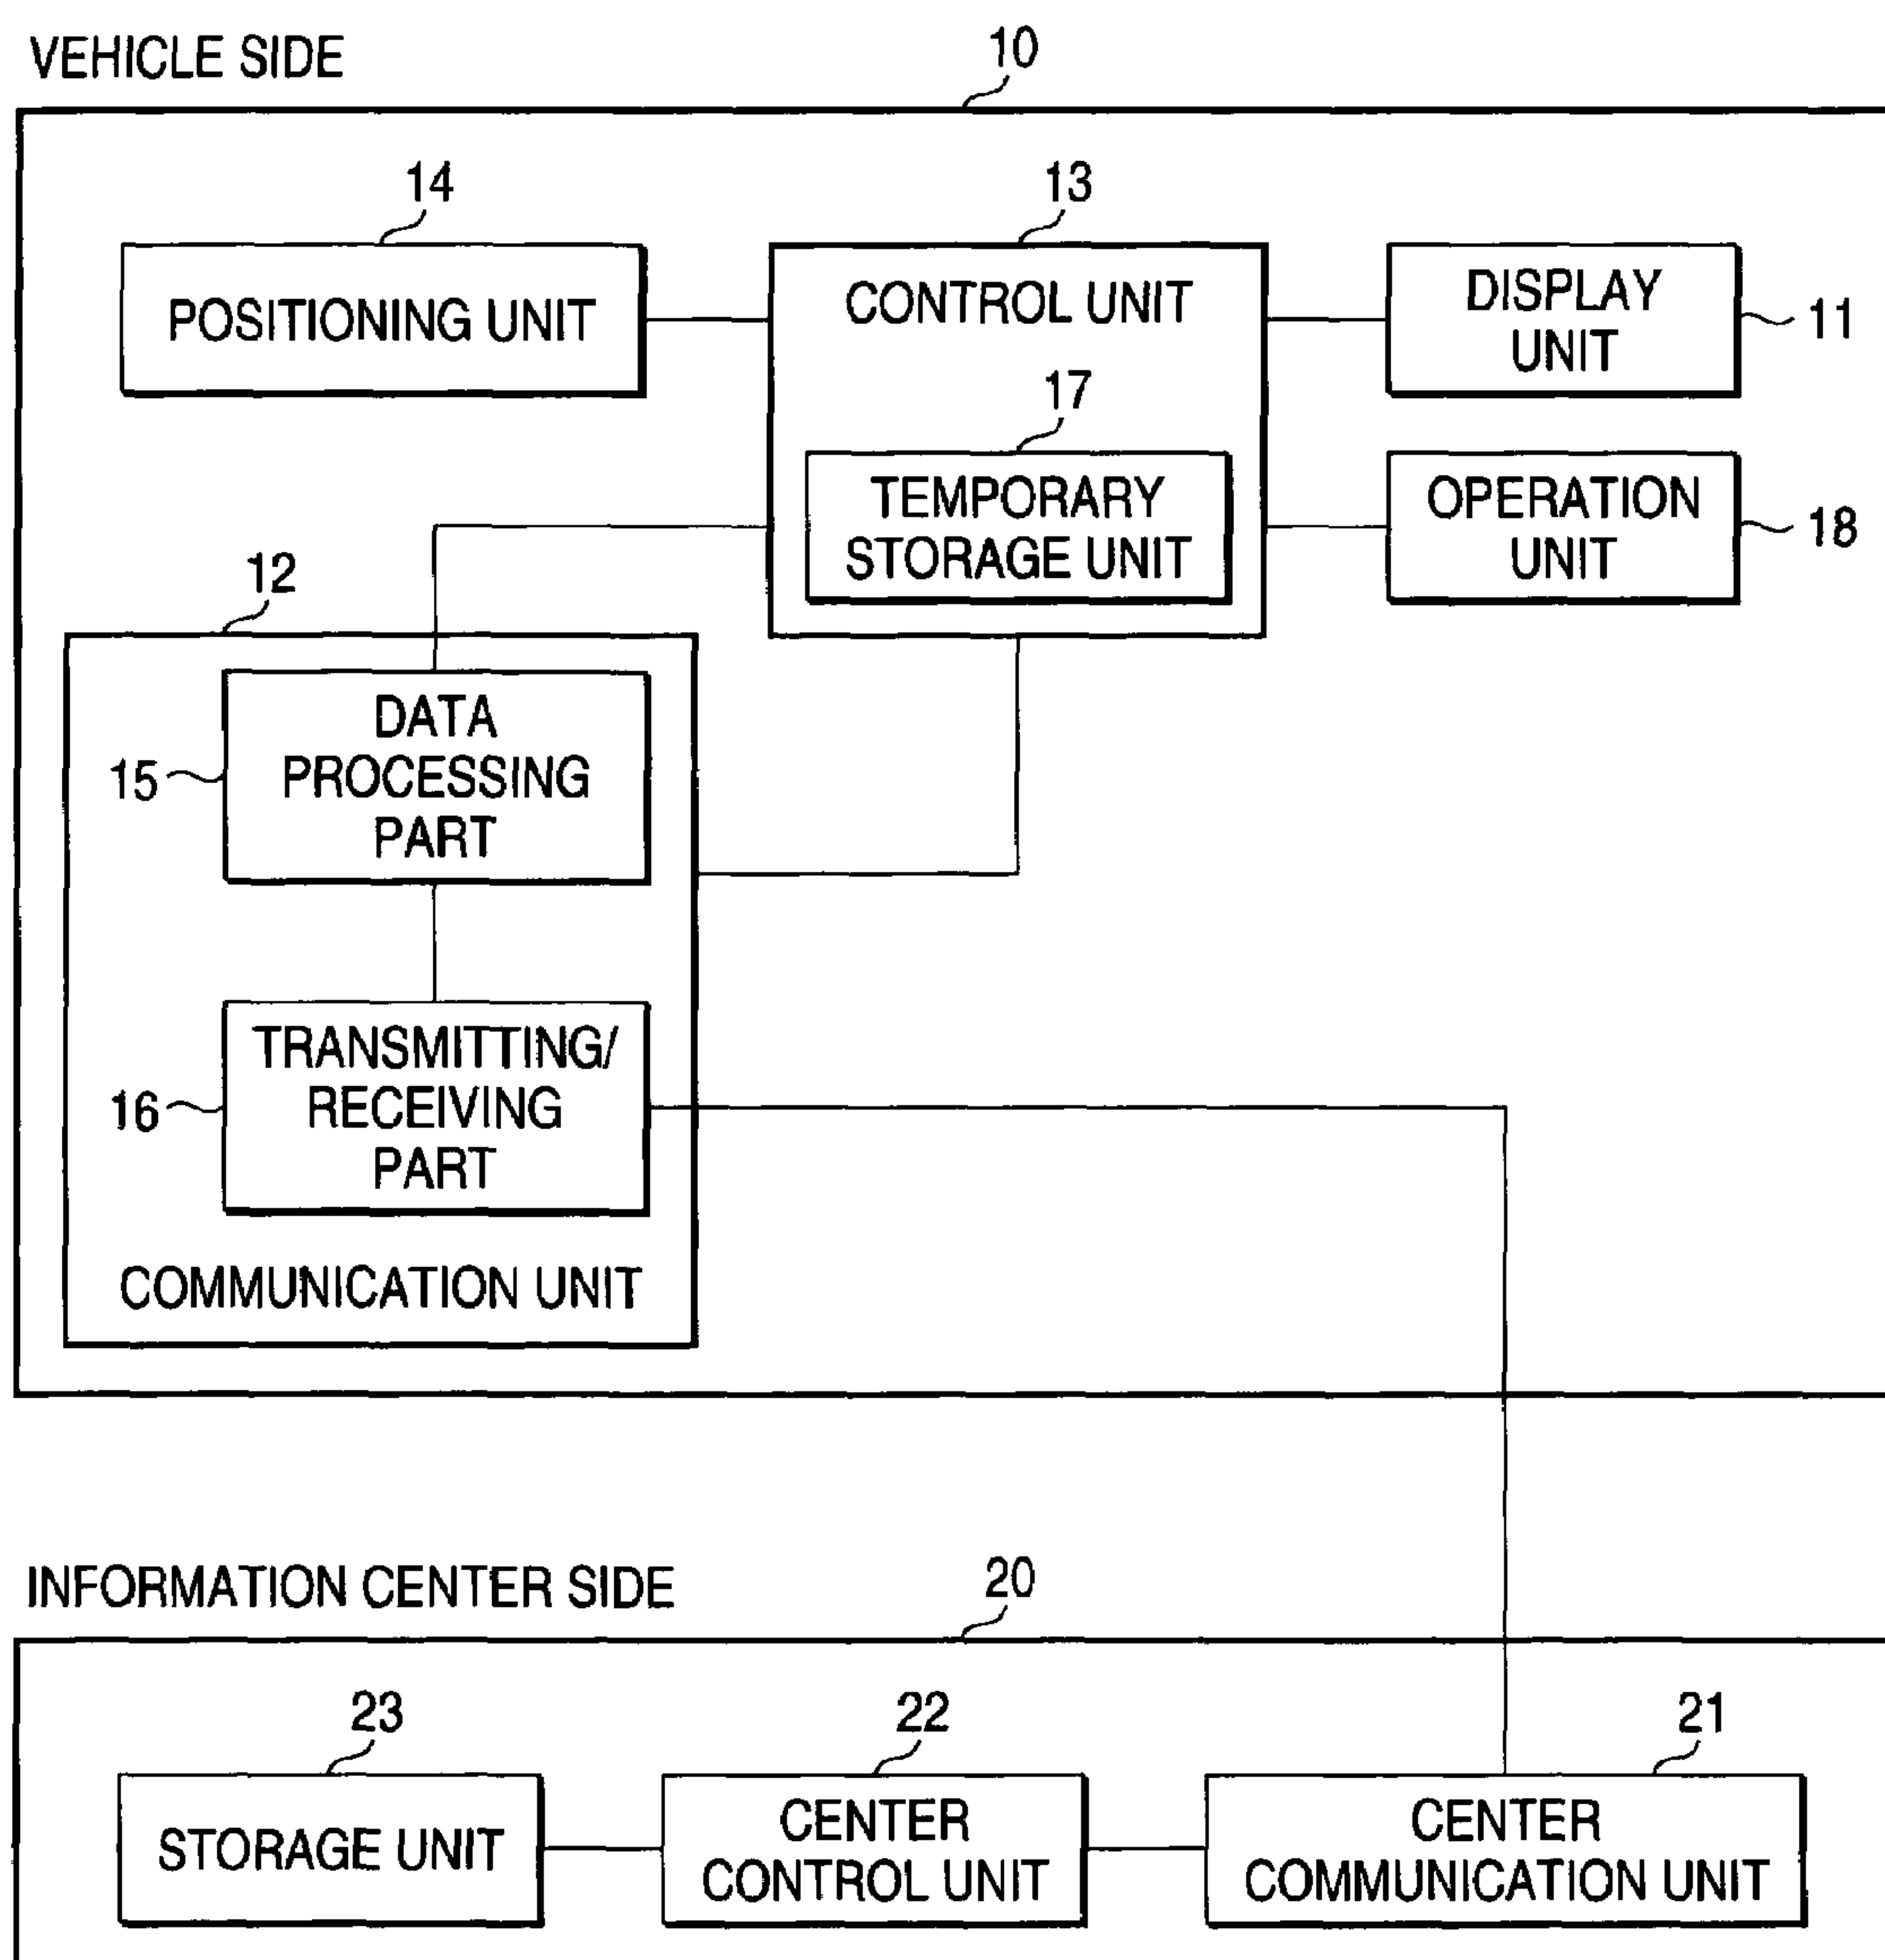 VEHICLE SIDE
10
14
13
POSITIONING UNIT
CONTROL UNIT
DISPLAY
UNIT
11
17
TEMPORARY
STORAGE UNIT
OPERATION
UNIT
18
12
DATA
PROCESSING
PART
15
TRANSMITTING/
RECEIVING
PART
16
COMMUNICATION UNIT
INFORMATION CENTER SIDE
20
23
22
21
STORAGE UNIT
CENTER
CONTROL UNIT
CENTER
COMMUNICATION UNIT